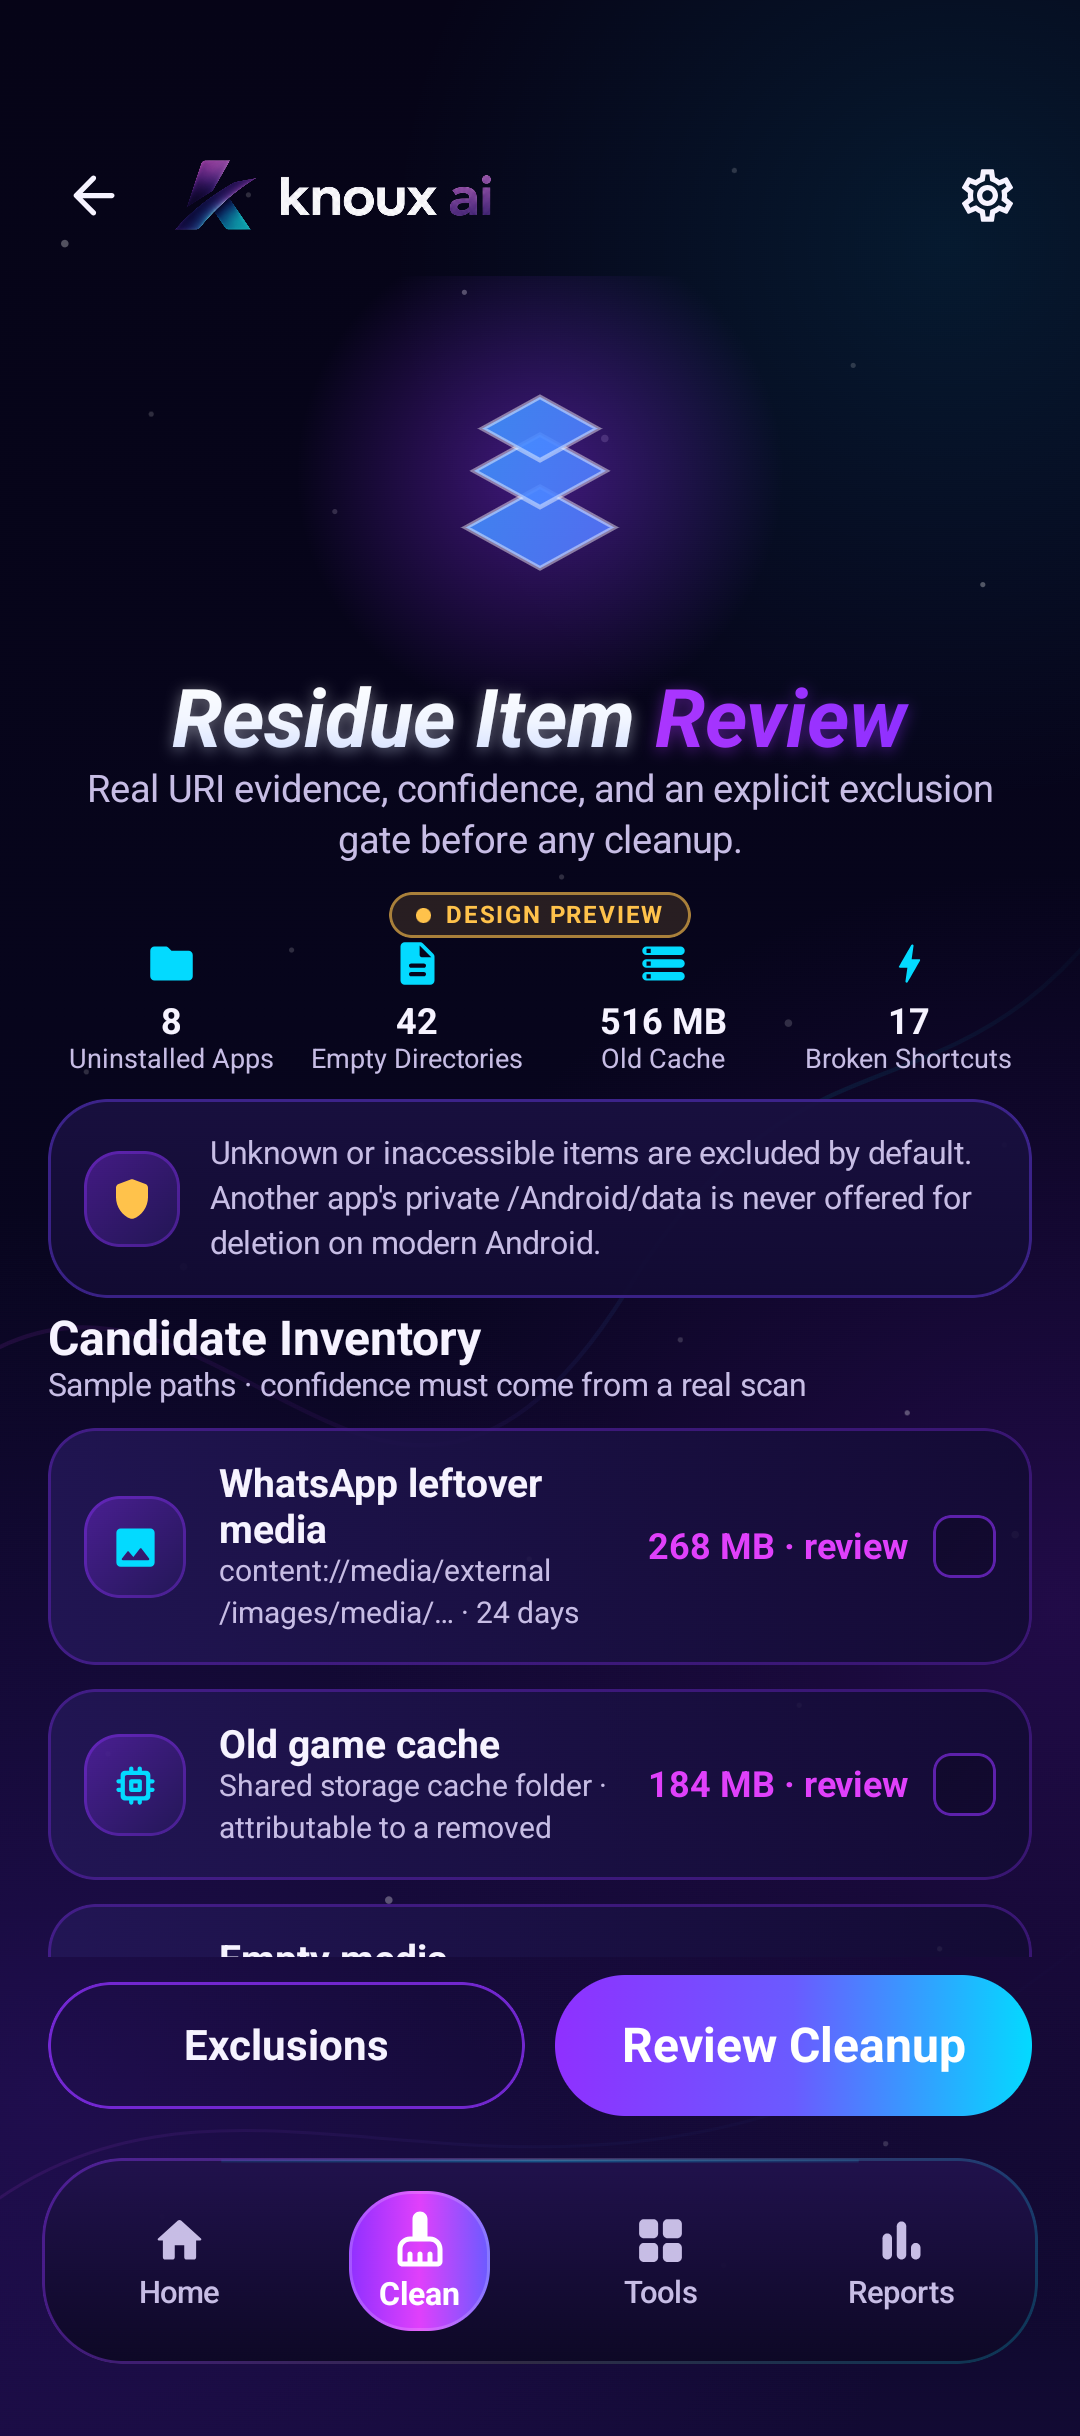 knoux ai
Residue Item Review
Real URI evidence, confidence, and an explicit exclusion
gate before any cleanup.
DESIGN PREVIEW
8
Uninstalled Apps
42
Empty Directories
516 MB
Old Cache
17
Broken Shortcuts
Unknown or inaccessible items are excluded by default.
Another app's private /Android/data is never offered for
deletion on modern Android.
Candidate Inventory
Sample paths · confidence must come from a real scan
WhatsApp leftover
media
content://media/external
/images/media/… · 24 days
268 MB · review
Old game cache
Shared storage cache folder ·
attributable to a removed
184 MB · review
Empty media
Exclusions
Review Cleanup
Home
Clean
Tools
Reports